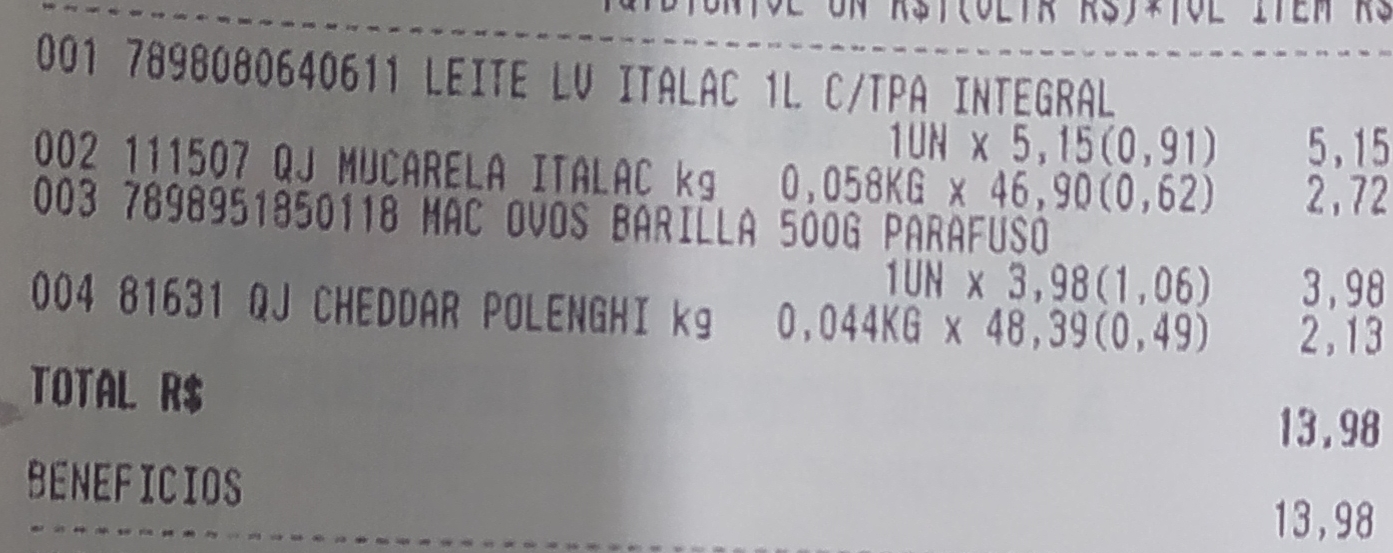 UN R$ ITEM R$
001 7898080640611 LEITE LV ITALAC 1L C/TPA INTEGRAL
1UN x 5,15(0,91) 5,15
002 111507 QJ MUCARELA ITALAC kg 0,058KG x 46,90(0,62) 2,72
003 7898951850118 MAC OVOS BARILLA 500G PARAFUSO
1UN x 3,98(1,06) 3,98
004 81631 QJ CHEDDAR POLENGHI kg 0,044KG x 48,39(0,49) 2,13
TOTAL R$ 13,98
BENEFICIOS 13,98